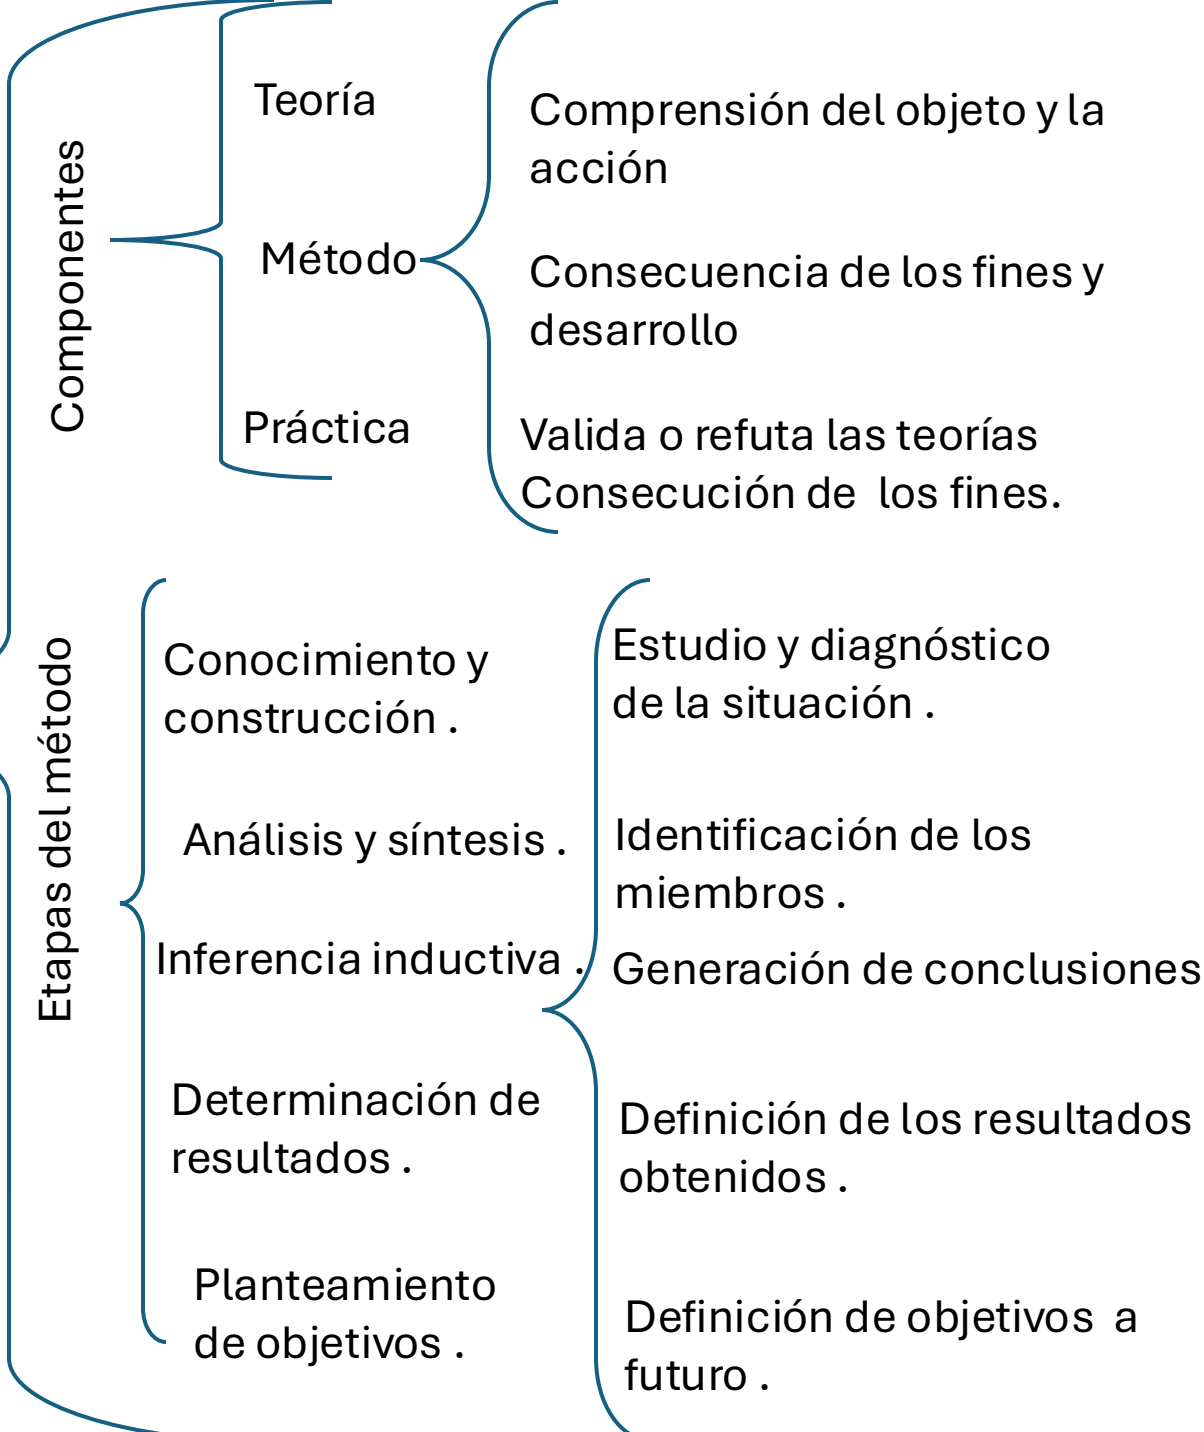 Componentes
Teoría
Comprensión del objeto y la
acción
Método
Consecuencia de los fines y
desarrollo
Práctica
Valida o refuta las teorías
Consecución de los fines.
Etapas del método
Conocimiento y
construcción .
Estudio y diagnóstico
de la situación .
Análisis y síntesis .
Identificación de los
miembros .
Inferencia inductiva .
Generación de conclusiones
Determinación de
resultados .
Definición de los resultados
obtenidos .
Planteamiento
de objetivos .
Definición de objetivos a
futuro .